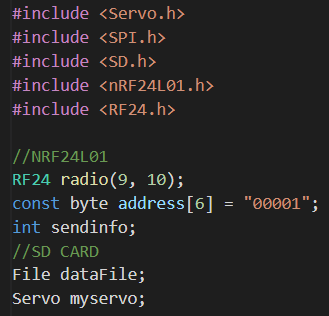 #include <Servo.h>
#include <SPI.h>
#include <SD.h>
#include <nRF24L01.h>
#include <RF24.h>
//NRF24L01
RF24 radio(9, 10);
const byte address[6] = "00001";
int sendinfo;
//SD CARD
File dataFile;
Servo myservo;